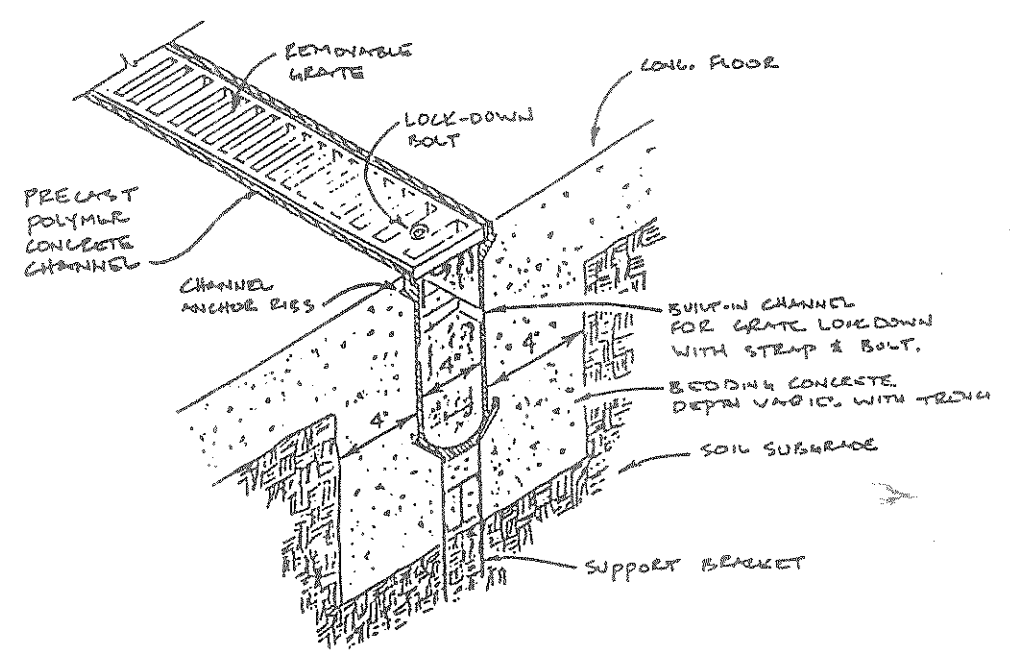 REMOVABLE
GRATE
CONC. FLOOR
LOCK-DOWN
BOLT
PRECAST
POLYMER
CONCRETE
CHANNEL
CHANNEL
ANCHOR RIBS
BUILT-IN CHANNEL
FOR GRATE LOCKDOWN
WITH STRAP & BOLT.
4"
4"
4"
BEDDING CONCRETE
DEPTH VARIES WITH TRENCH
SOIL SUBGRADE
SUPPORT BRACKET